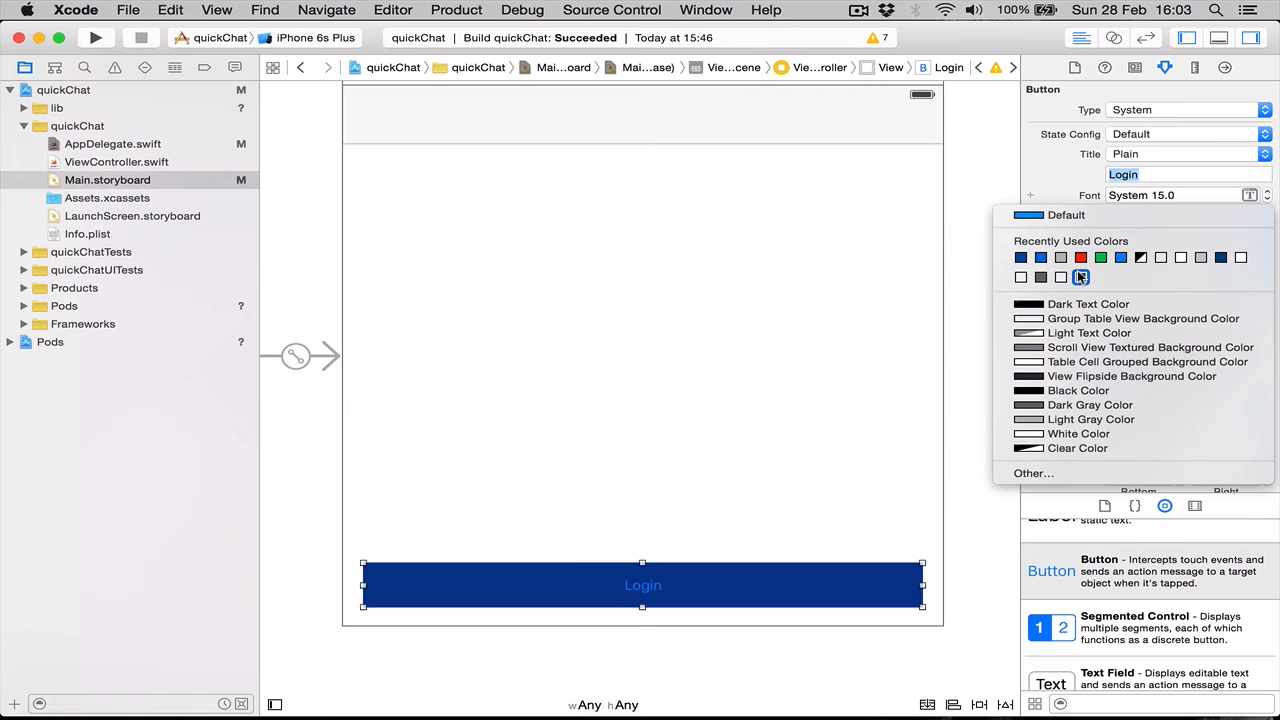 Xcode File Edit View Find Navigate Editor Product Debug Source Control Window Help 100% Sun 28 Feb 16:03
quickChat iPhone 6s Plus quickChat Build quickChat: Succeeded Today at 15:46 7
quickChat quickChat Mai...oard Mai...ase) Vie...cene Vie...roller View B Login
quickChat M
lib ?
quickChat
AppDelegate.swift M
ViewController.swift
Main.storyboard M
Assets.xcassets
LaunchScreen.storyboard
Info.plist
quickChatTests
quickChatUITests
Products
Pods ?
Frameworks
Pods ?
Login
wAny hAny
Button
Type System
State Config Default
Title Plain
Login
Font System 15.0 T
Default
Recently Used Colors
Dark Text Color
Group Table View Background Color
Light Text Color
Scroll View Textured Background Color
Table Cell Grouped Background Color
View Flipside Background Color
Black Color
Dark Gray Color
Light Gray Color
White Color
Clear Color
Other...
Bottom Right
Label static text.
Button Button - Intercepts touch events and
sends an action message to a target
object when it's tapped.
1 2 Segmented Control - Displays
multiple segments, each of which
functions as a discrete button.
Text Text Field - Displays editable text
and sends an action message to a